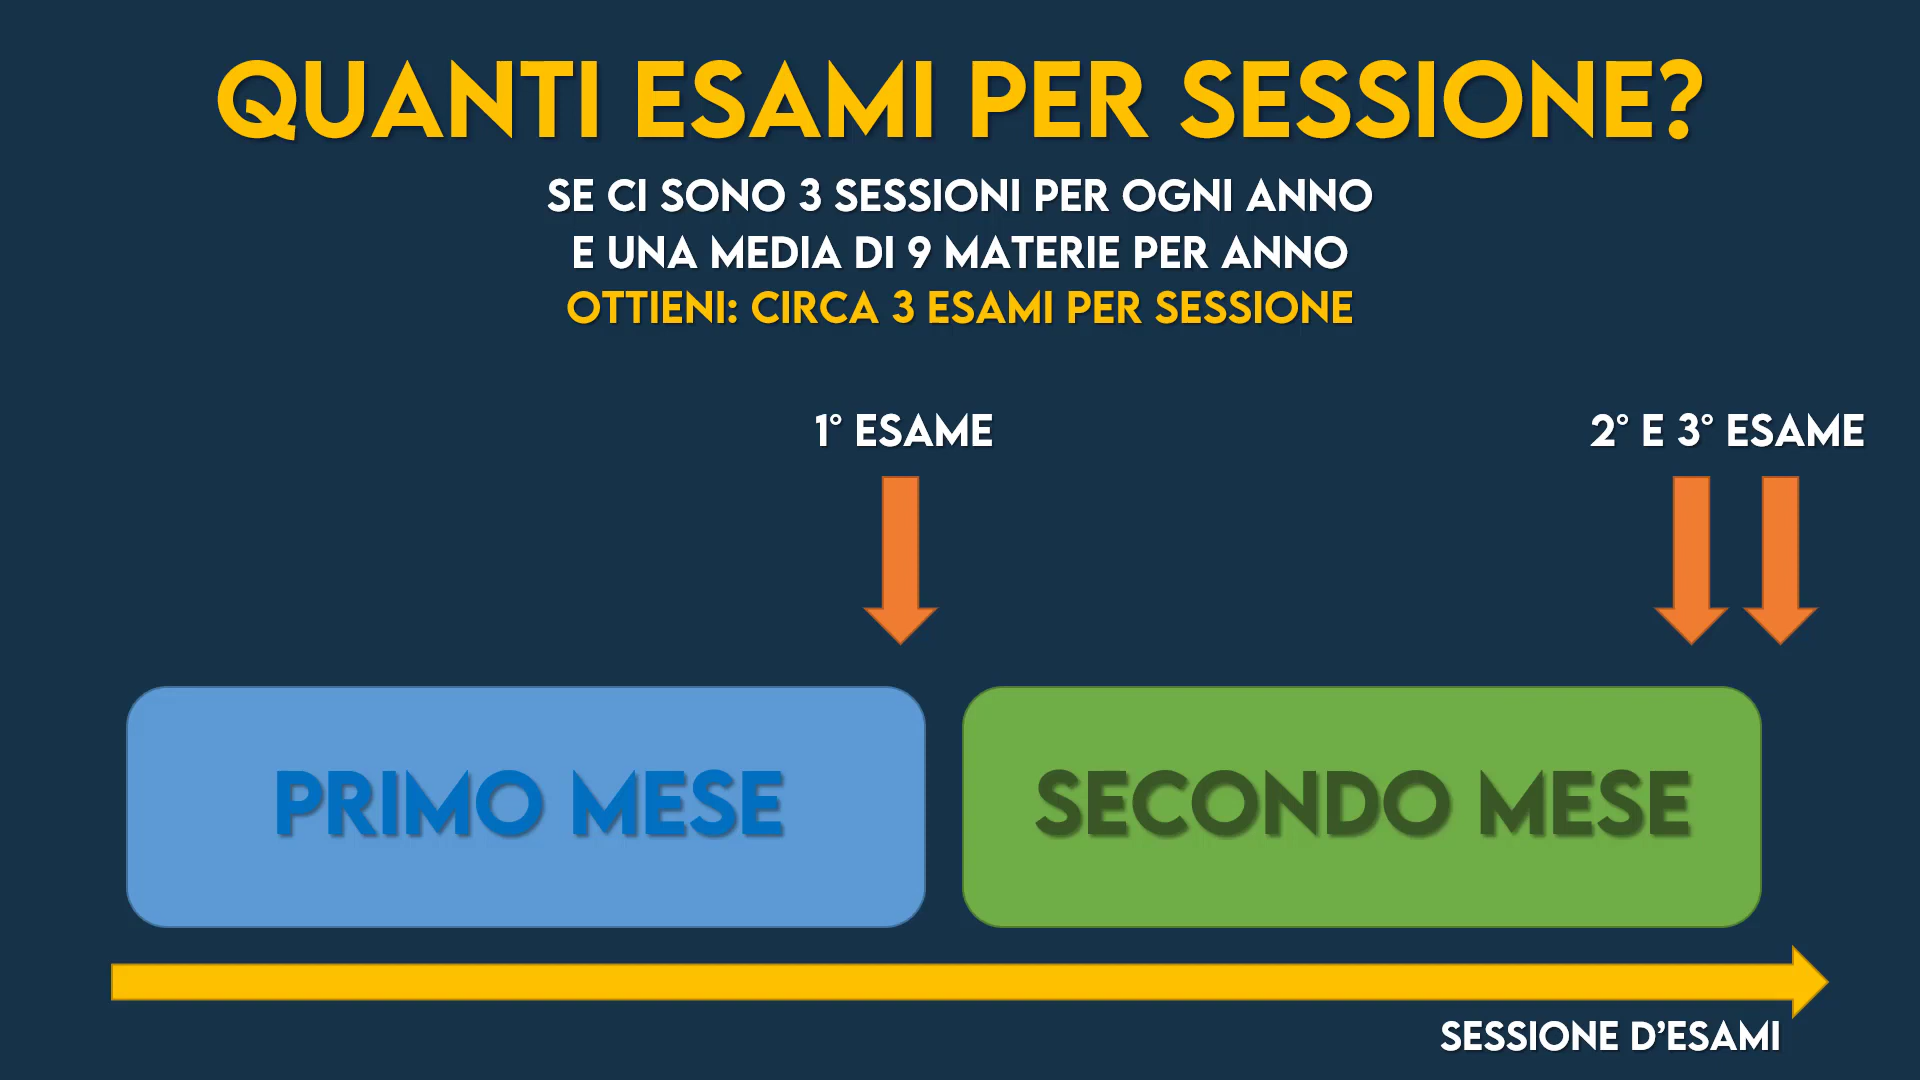 QUANTI ESAMI PER SESSIONE?
SE CI SONO 3 SESSIONI PER OGNI ANNO
E UNA MEDIA DI 9 MATERIE PER ANNO
OTTIENI: CIRCA 3 ESAMI PER SESSIONE
1° ESAME
2° E 3° ESAME
PRIMO MESE
SECONDO MESE
SESSIONE D'ESAMI